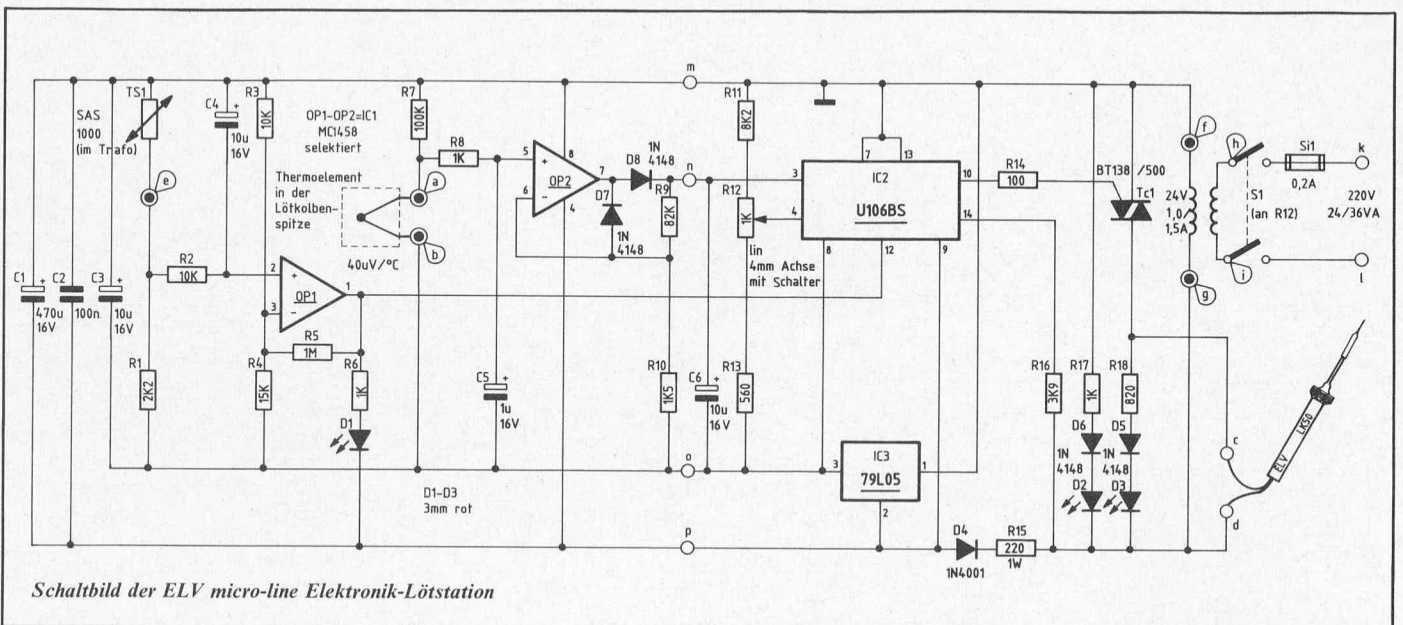 m
TS1
SAS
1000
(im Trafo)
C4
+
10u
16V
R3
10K
OP1-OP2=IC1
MC1458
selektiert
Thermoelement
in der
Lötkolben-
spitze
40uV/°C
R7
100K
R8
1K
a
b
e
5
+
6
-
8
OP2
7
4
D8
1N
4148
D7
1N
4148
R9
82K
n
R11
8K2
R12
1K
lin
4mm Achse
mit Schalter
7
13
IC2
U106BS
3
4
8
12
9
10
14
R14
100
BT138 /500
Tc1
24V
1,0/
1,5A
f
g
h
i
S1
(an R12)
Si1
0,2A
k
220V
24/36VA
l
C1
+
470u
16V
C2
100n
C3
+
10u
16V
R2
10K
R1
2K2
2
+
3
-
OP1
1
R5
1M
R4
15K
R6
1K
D1
C5
+
1u
16V
R10
1K5
C6
+
10u
16V
R13
560
R16
3K9
R17
1K
R18
820
D6
1N
4148
D2
D5
1N
4148
D3
c
d
ELV
LK50
o
IC3
79L05
3
1
2
D1-D3
3mm rot
p
D4
1N4001
R15
220
1W
Schaltbild der ELV micro-line Elektronik-Lötstation